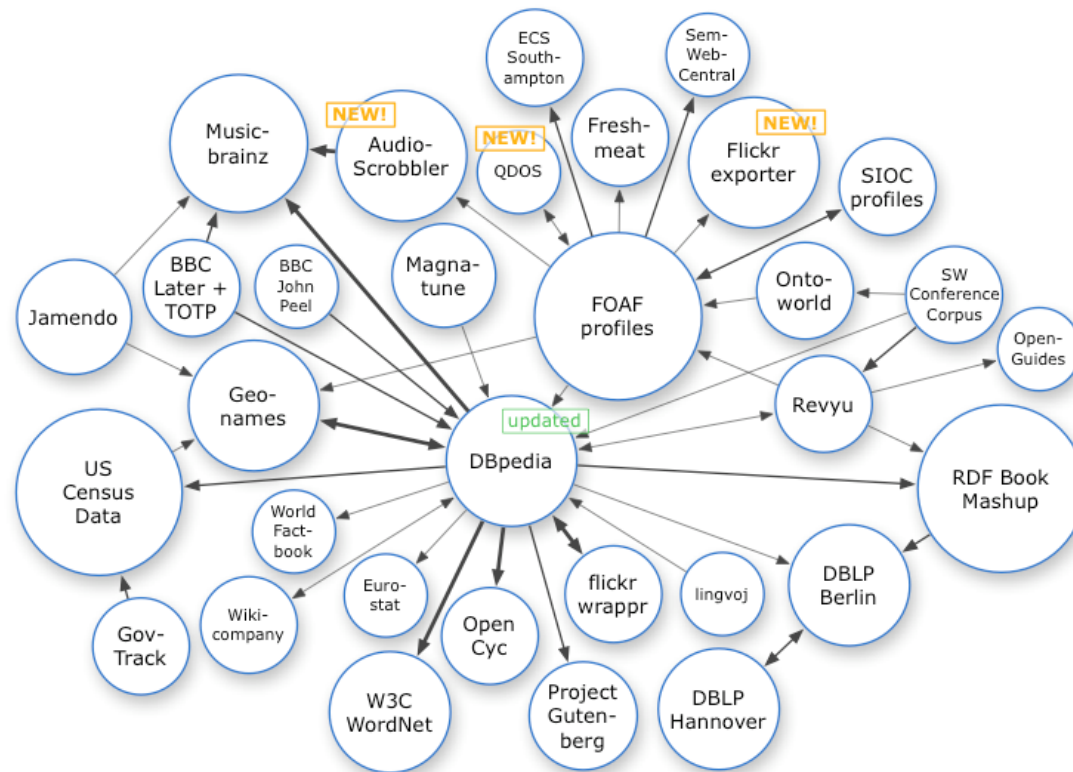 ECS
South-
ampton
Sem-
Web-
Central
NEW!
Audio-
Scrobbler
Music-
brainz
NEW!
QDOS
Fresh-
meat
NEW!
Flickr
exporter
SIOC
profiles
Jamendo
BBC
Later +
TOTP
BBC
John
Peel
Magna-
tune
FOAF
profiles
Onto-
world
SW
Conference
Corpus
Open-
Guides
Geo-
names
updated
DBpedia
Revyu
US
Census
Data
RDF Book
Mashup
World
Fact-
book
Euro-
stat
flickr
wrappr
lingvoj
DBLP
Berlin
Wiki-
company
Gov-
Track
Open
Cyc
W3C
WordNet
Project
Guten-
berg
DBLP
Hannover